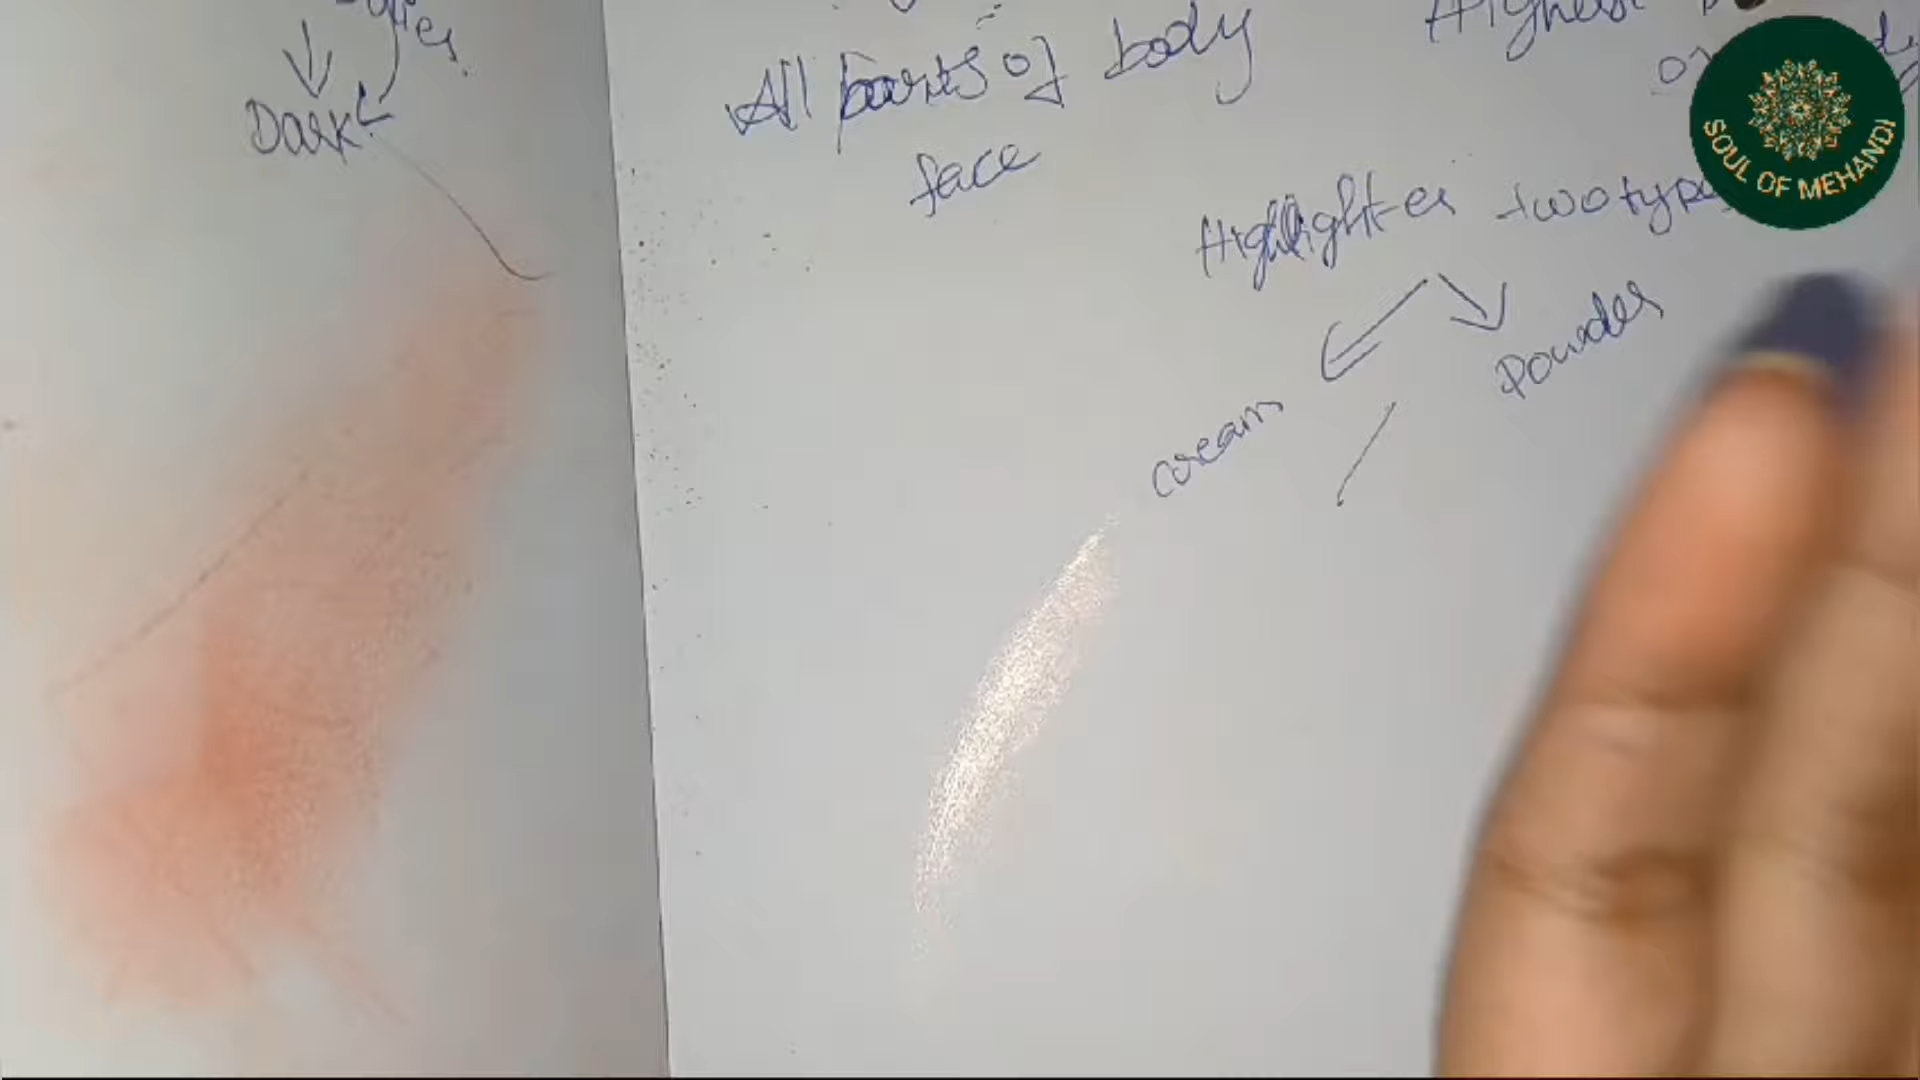 Dark
All parts of body
face
Highlighter two types
Powder
cream
SOUL OF MEHANDI